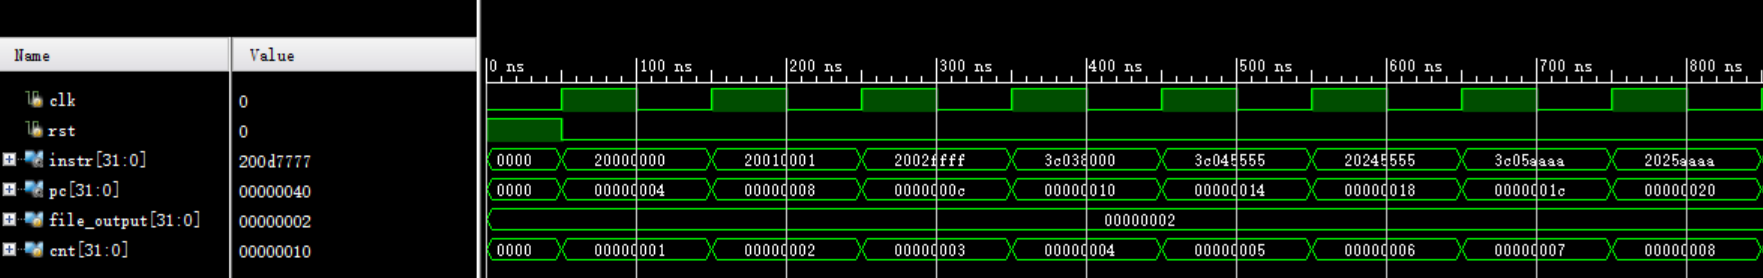 Name Value
0 ns 100 ns 200 ns 300 ns 400 ns 500 ns 600 ns 700 ns 800 ns
clk 0
rst 0
instr[31:0] 200d7777 0000 20000000 20010001 2002ffff 3c038000 3c045555 20245555 3c05aaaa 2025aaaa
pc[31:0] 00000040 0000 00000004 00000008 0000000c 00000010 00000014 00000018 0000001c 00000020
file_output[31:0] 00000002 00000002
cnt[31:0] 00000010 0000 00000001 00000002 00000003 00000004 00000005 00000006 00000007 00000008